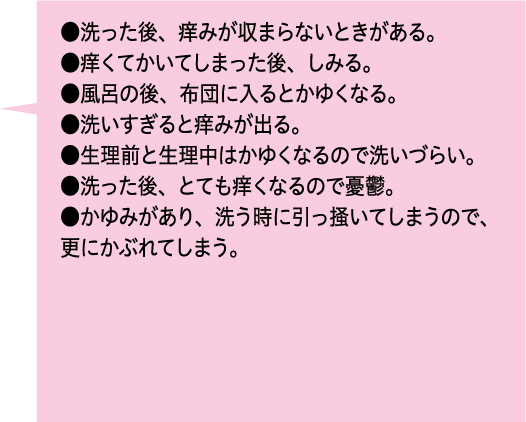 ●洗った後、痒みが収まらないときがある。
●痒くてかいてしまった後、しみる。
●風呂の後、布団に入るとかゆくなる。
●洗いすぎると痒みが出る。
●生理前と生理中はかゆくなるので洗いづらい。
●洗った後、とても痒くなるので憂鬱。
●かゆみがあり、洗う時に引っ掻いてしまうので、
更にかぶれてしまう。